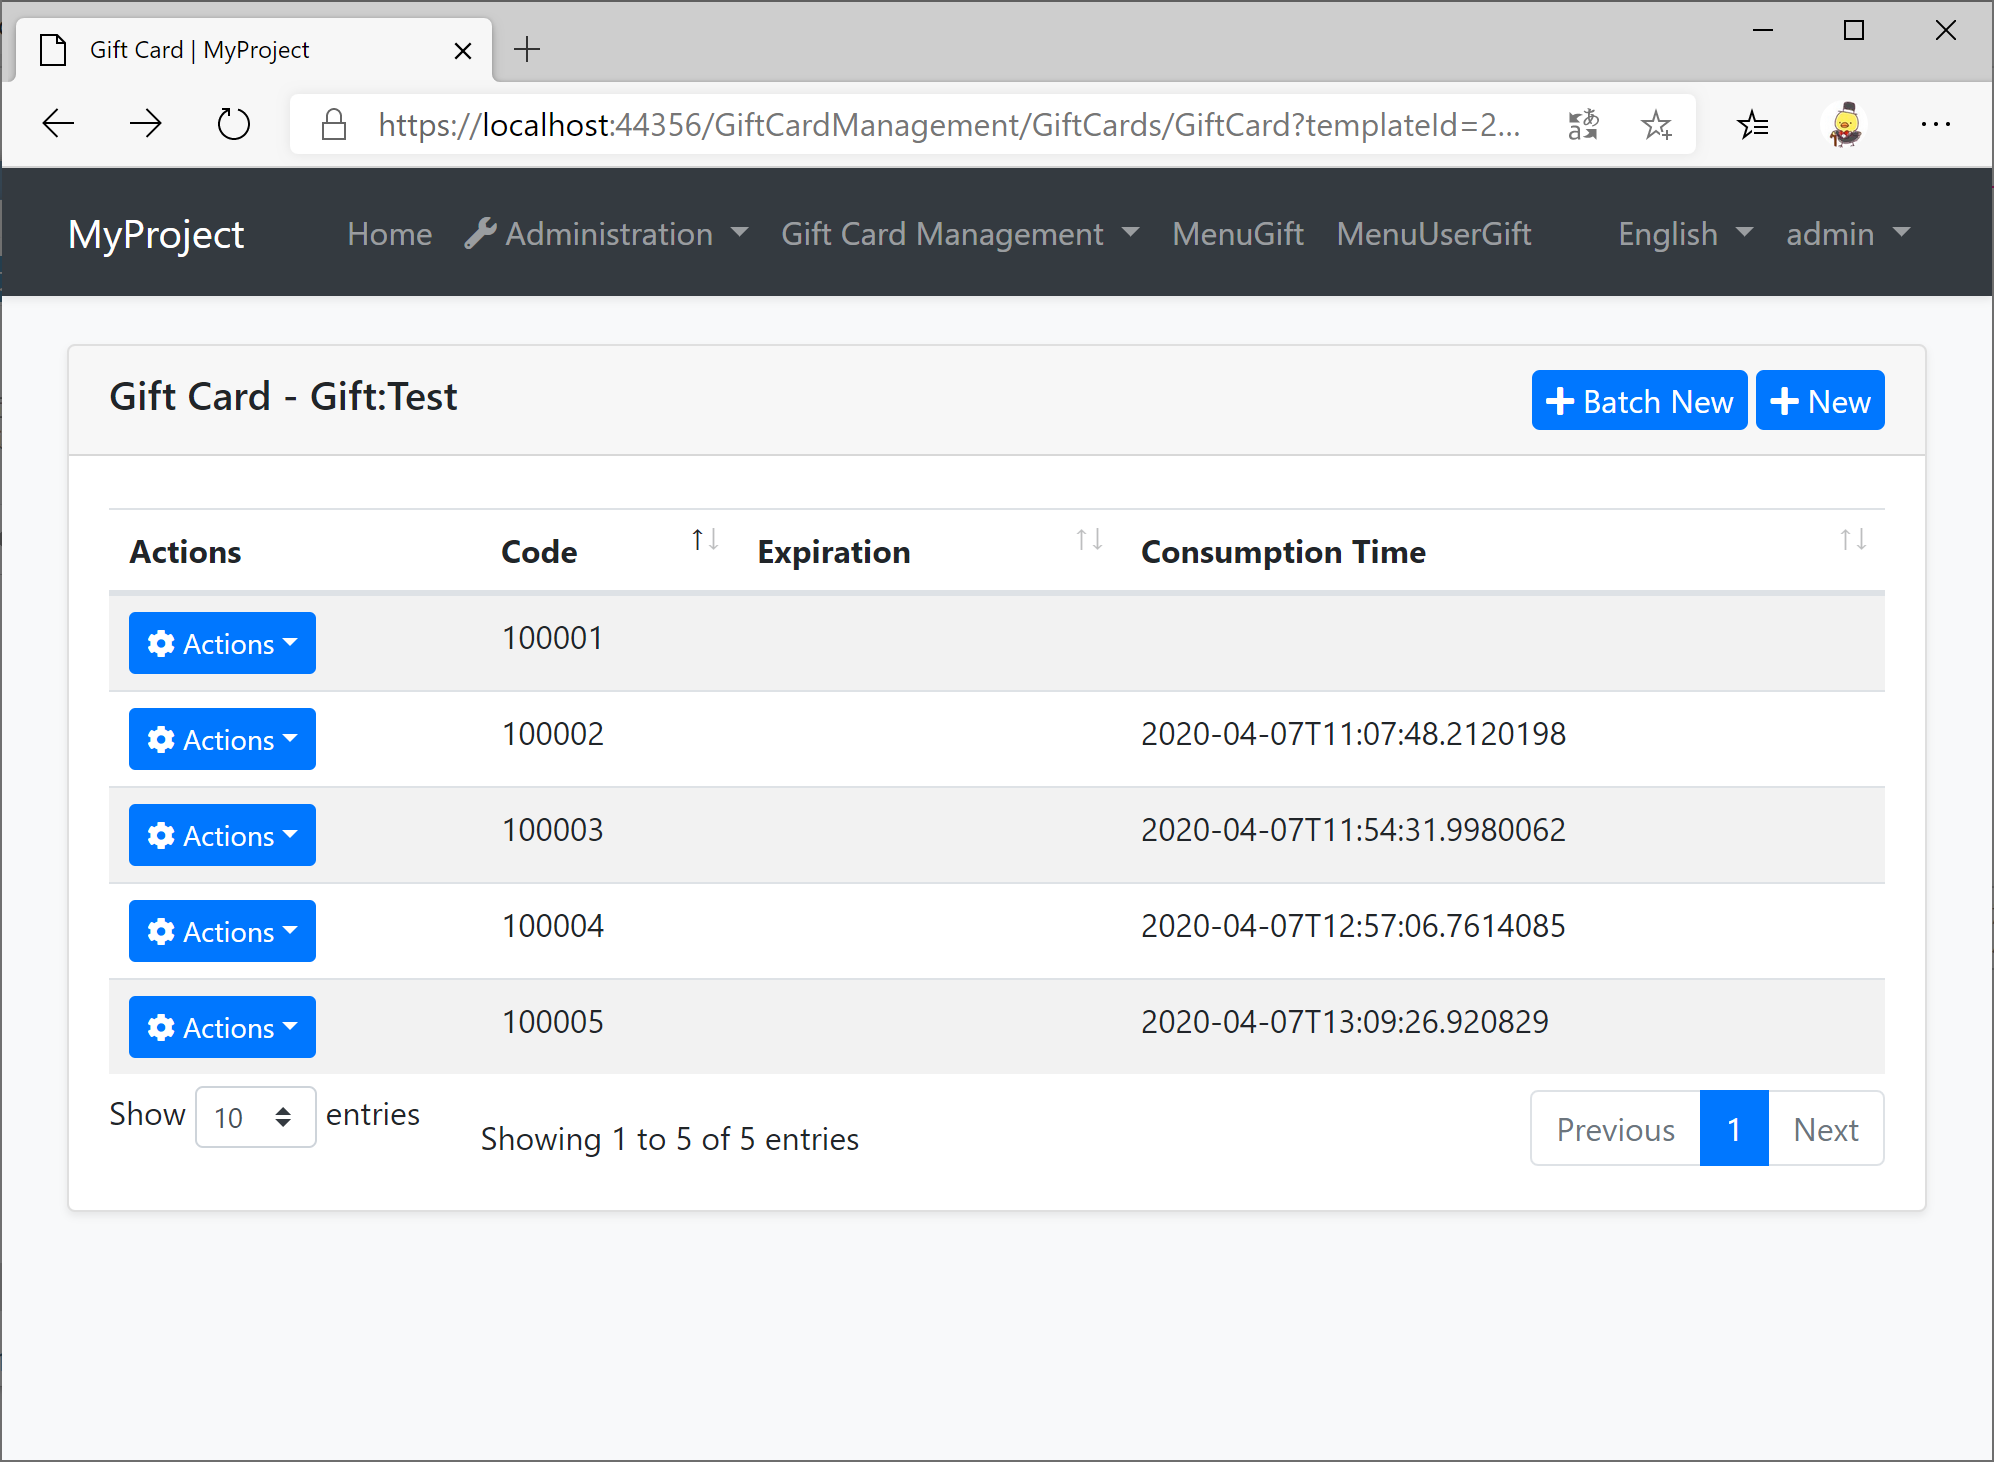 Gift Card | MyProject
https://localhost:44356/GiftCardManagement/GiftCards/GiftCard?templateId=2...
MyProject Home Administration Gift Card Management MenuGift MenuUserGift English admin
Gift Card - Gift:Test Batch New New
Actions Code Expiration Consumption Time
Actions 100001
Actions 100002 2020-04-07T11:07:48.2120198
Actions 100003 2020-04-07T11:54:31.9980062
Actions 100004 2020-04-07T12:57:06.7614085
Actions 100005 2020-04-07T13:09:26.920829
Show 10 entries Showing 1 to 5 of 5 entries Previous 1 Next